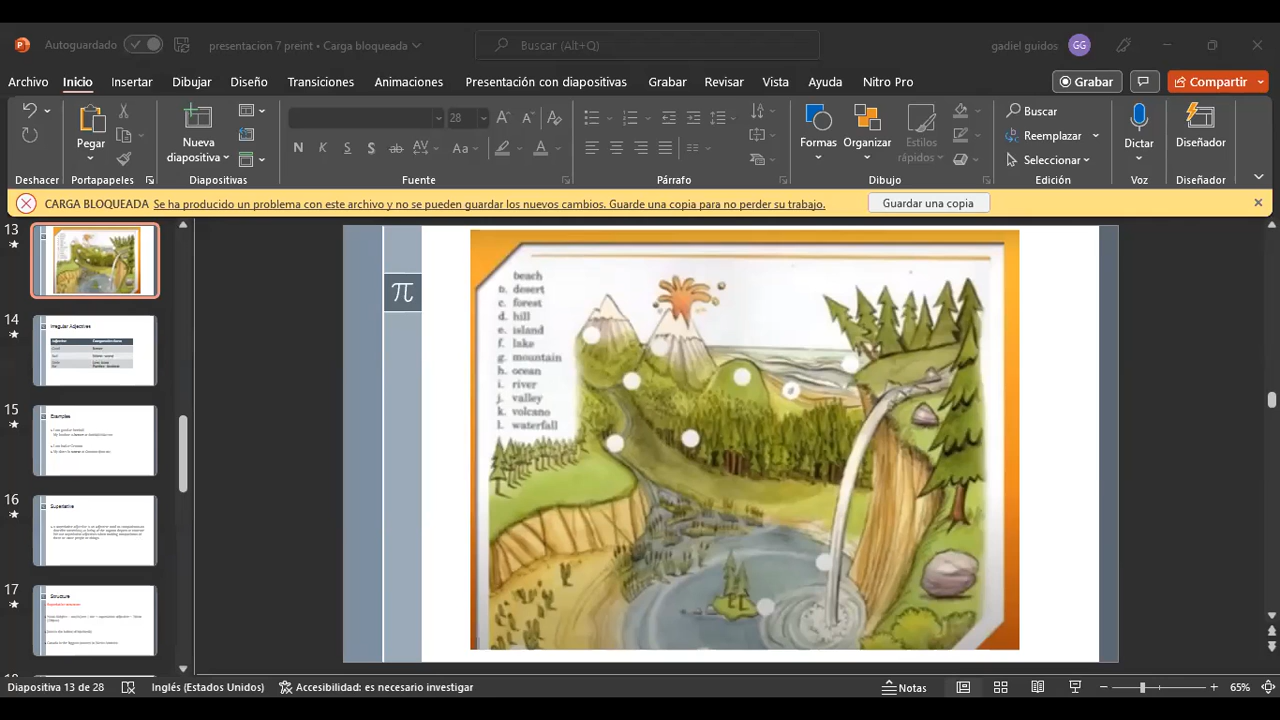 Autoguardado
presentacion 7 preint • Carga bloqueada
Buscar (Alt+Q)
gadiel guidos GG
Archivo Inicio Insertar Dibujar Diseño Transiciones Animaciones Presentación con diapositivas Grabar Revisar Vista Ayuda Nitro Pro Grabar Compartir
Pegar
Nueva
diapositiva
28
N K S S ab AV Aa A
Formas Organizar Estilos
rápidos
Buscar
Reemplazar
Seleccionar
Dictar
Diseñador
Deshacer Portapapeles Diapositivas Fuente Párrafo Dibujo Edición Voz Diseñador
CARGA BLOQUEADA Se ha producido un problema con este archivo y no se pueden guardar los nuevos cambios. Guarde una copia para no perder su trabajo. Guardar una copia
13
14
Irregular Adjectives
15
Examples
16
Superlative
17
Structure
π
beach
b. desert
c. forest
d. hill
e. island
f. lake
g. mountain
h. ocean
i. river
j. valley
k. volcano
l. waterfall
Diapositiva 13 de 28 Inglés (Estados Unidos) Accesibilidad: es necesario investigar Notas 65%